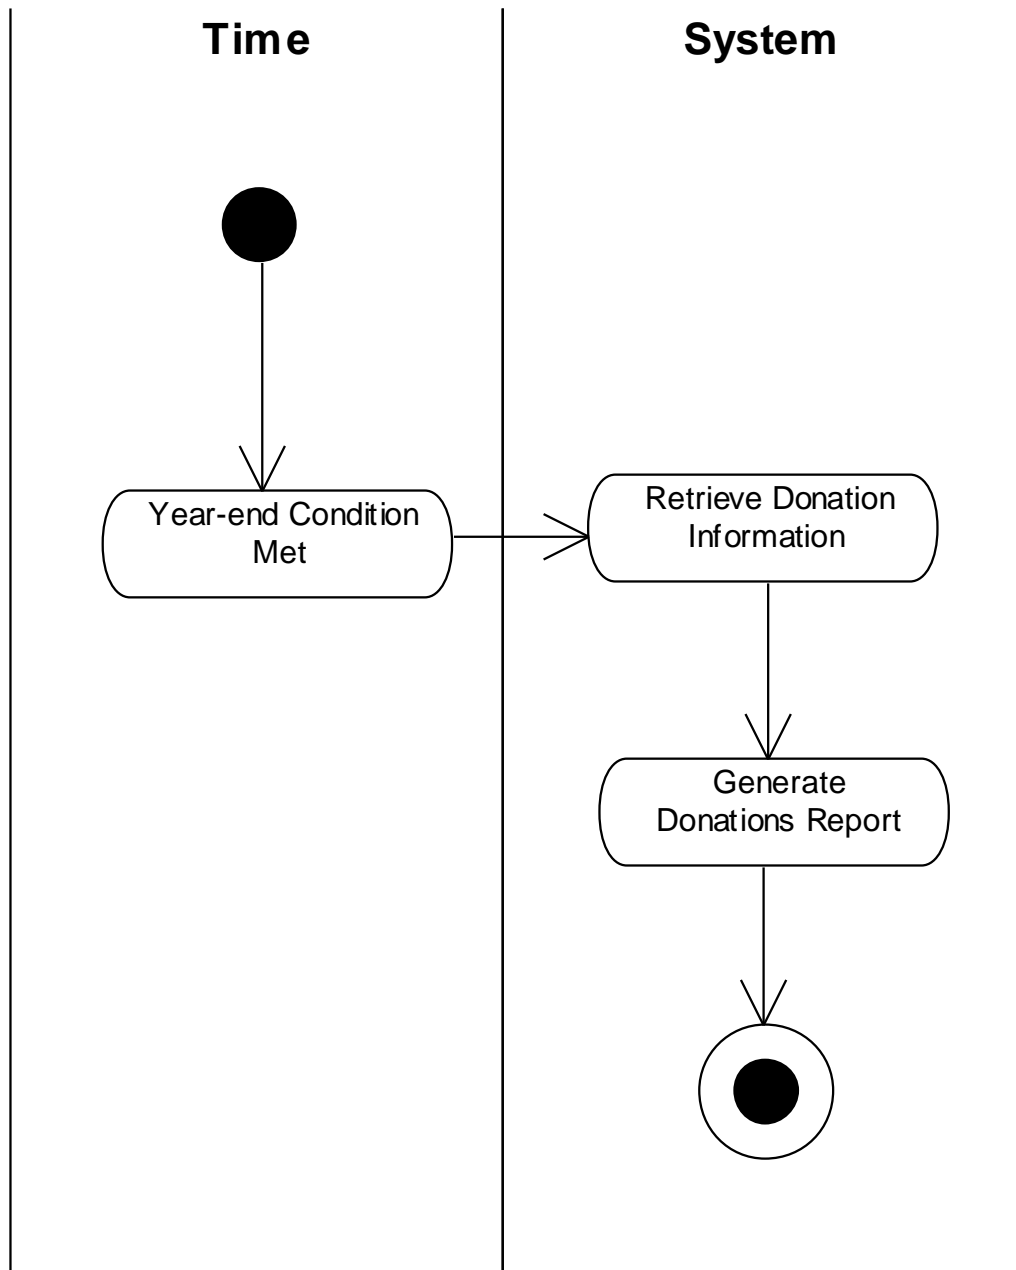 Time
System
Year-end Condition
Met
Retrieve Donation
Information
Generate
Donations Report